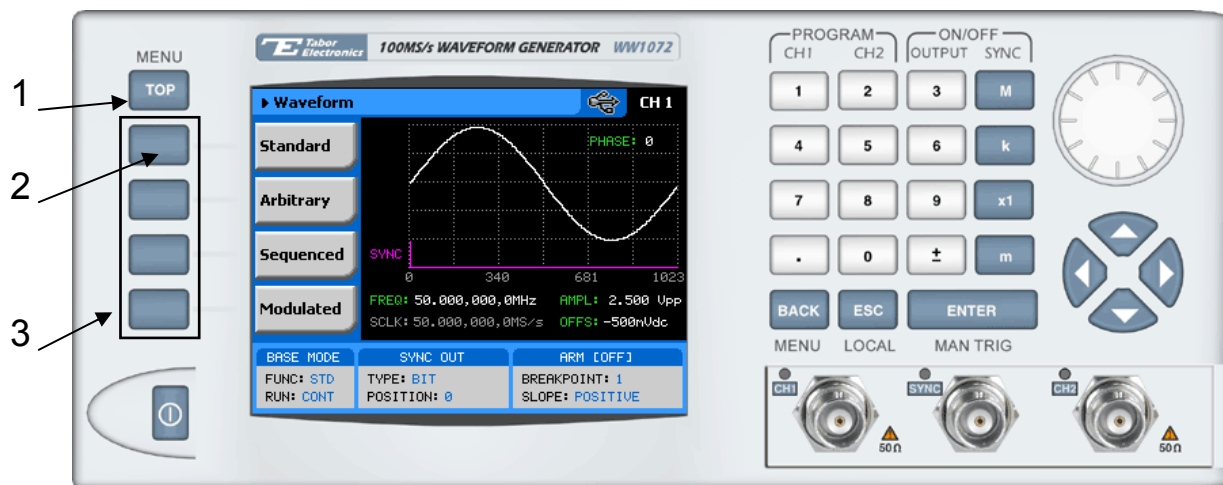 1
2
3
MENU
TOP
Tabor
Electronics
100MS/s WAVEFORM GENERATOR WW1072
Waveform
CH 1
Standard
Arbitrary
Sequenced
Modulated
PHASE: 0
SYNC
0 340 681 1023
FREQ: 50.000,000,0MHz AMPL: 2.500 Vpp
SCLK: 50.000,000,0MS/s OFFS: -500mVdc
BASE MODE SYNC OUT ARM [OFF]
FUNC: STD TYPE: BIT BREAKPOINT: 1
RUN: CONT POSITION: 0 SLOPE: POSITIVE
PROGRAM ON/OFF
CH1 CH2 OUTPUT SYNC
1 2 3 M
4 5 6 k
7 8 9 x1
. 0 ± m
BACK ESC ENTER
MENU LOCAL MAN TRIG
CH1 SYNC CH2
50Ω 50Ω